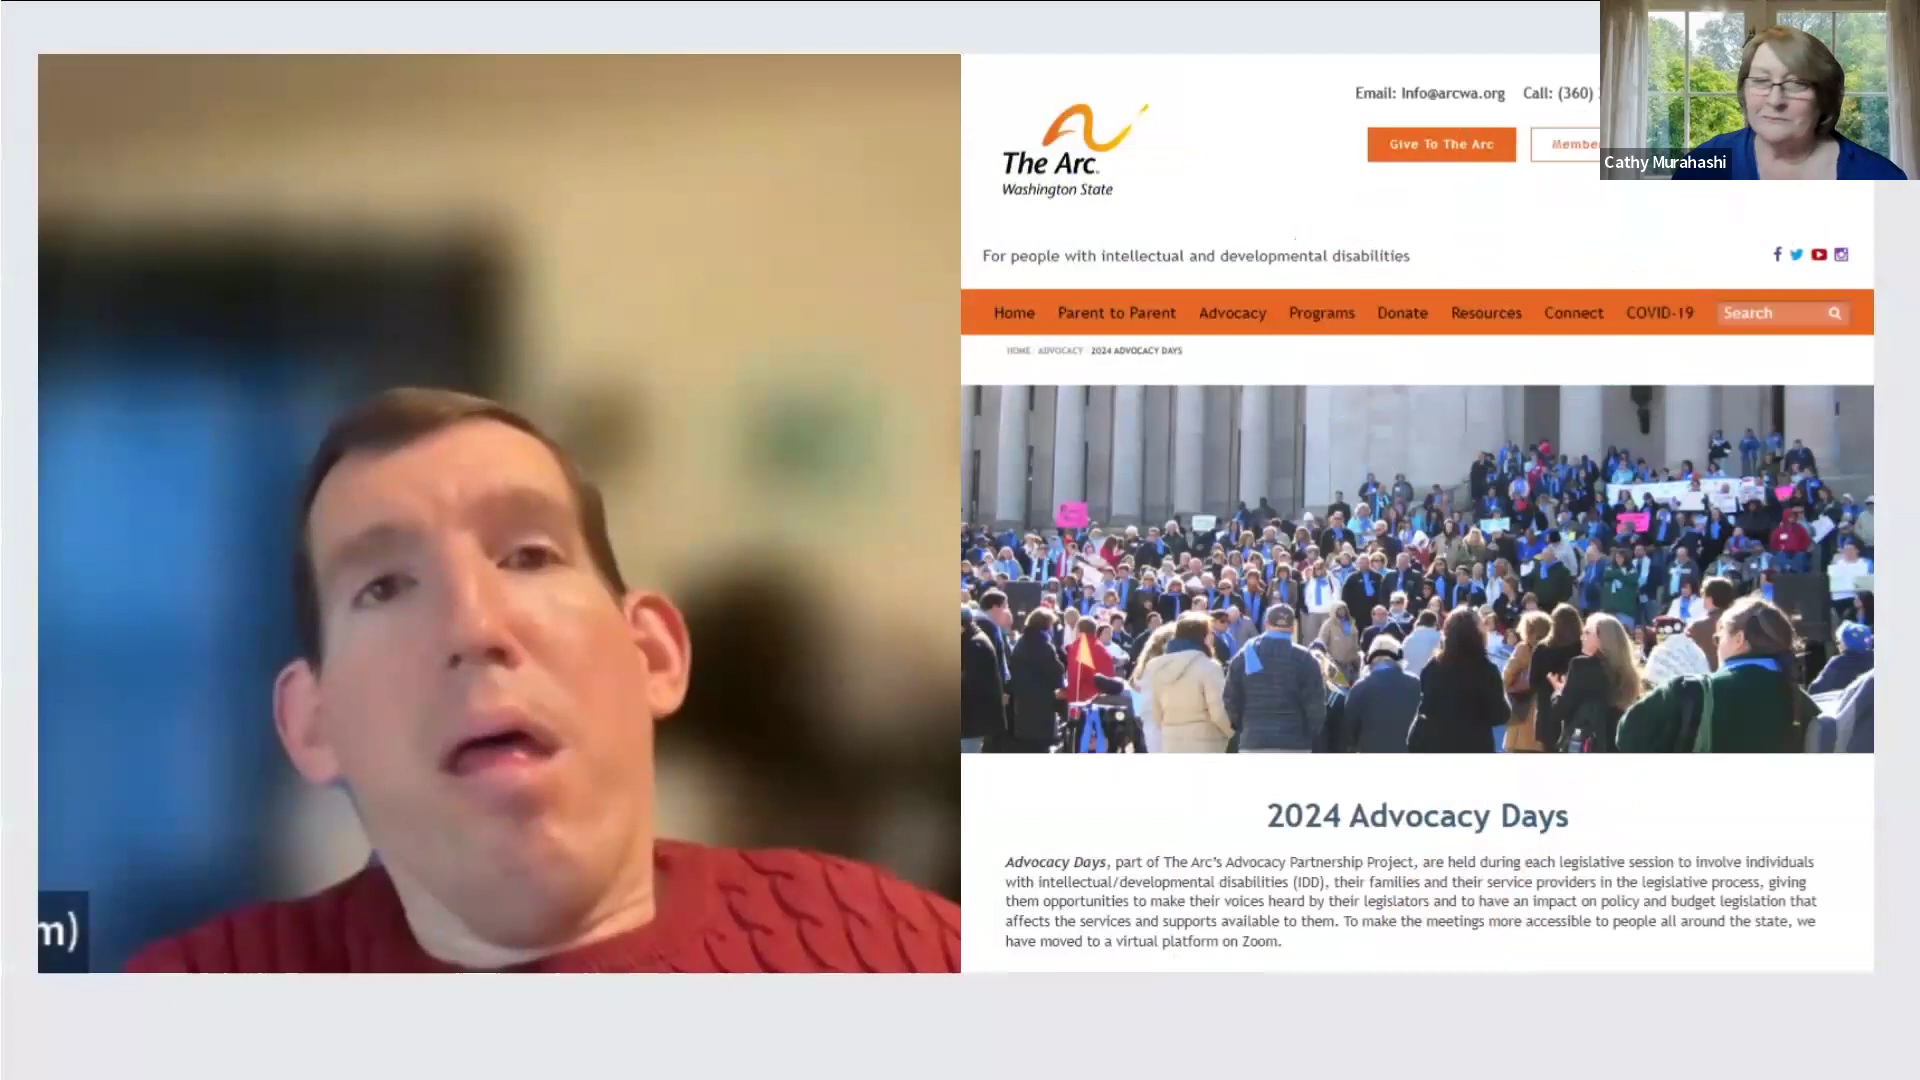 Email: Info@arcwa.org Call: (360)
The Arc
Washington State
Give To The Arc
Cathy Murahashi
For people with intellectual and developmental disabilities
Home Parent to Parent Advocacy Programs Donate Resources Connect COVID-19 Search
HOME ADVOCACY 2024 ADVOCACY DAYS
m)
2024 Advocacy Days
Advocacy Days, part of The Arc's Advocacy Partnership Project, are held during each legislative session to involve individuals
with intellectual/developmental disabilities (IDD), their families and their service providers in the legislative process, giving
them opportunities to make their voices heard by their legislators and to have an impact on policy and budget legislation that
affects the services and supports available to them. To make the meetings more accessible to people all around the state, we
have moved to a virtual platform on Zoom.